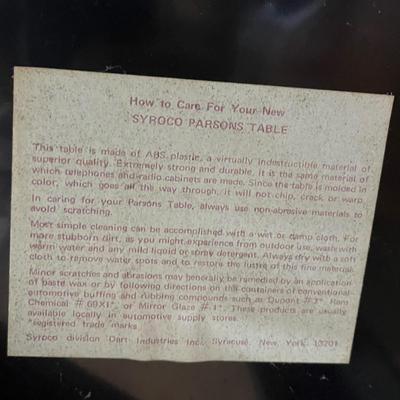 How to Care For Your New
SYROCO PARSONS TABLE
This table is made of ABS plastic, a virtually indestructible material of
superior quality. Extremely strong and durable, it is the same material of
which telephones and radio cabinets are made. Since the table is molded in
color, which goes all the way through, it will not chip, crack or warp.
In caring for your Parsons Table, always use non-abrasive materials to
avoid scratching.
Most simple cleaning can be accomplished with a wet or damp cloth. For
more stubborn dirt, as you might experience from outdoor use, wash with
warm water and any mild liquid or spray detergent. Always dry with a soft
cloth to remove water spots and to restore the lustre of this fine material.
Minor scratches and abrasions may generally be remedied by an application
of paste wax or by following directions on the containers of conventional
automotive buffing and rubbing compounds such as Dupont #7*, Rans
Chemical #69X1*, or Mirror Glaze #1*. These products are usually
available locally in automotive supply stores.
*registered trade marks
Syroco division Dart Industries Inc. Syracuse, New York 13201